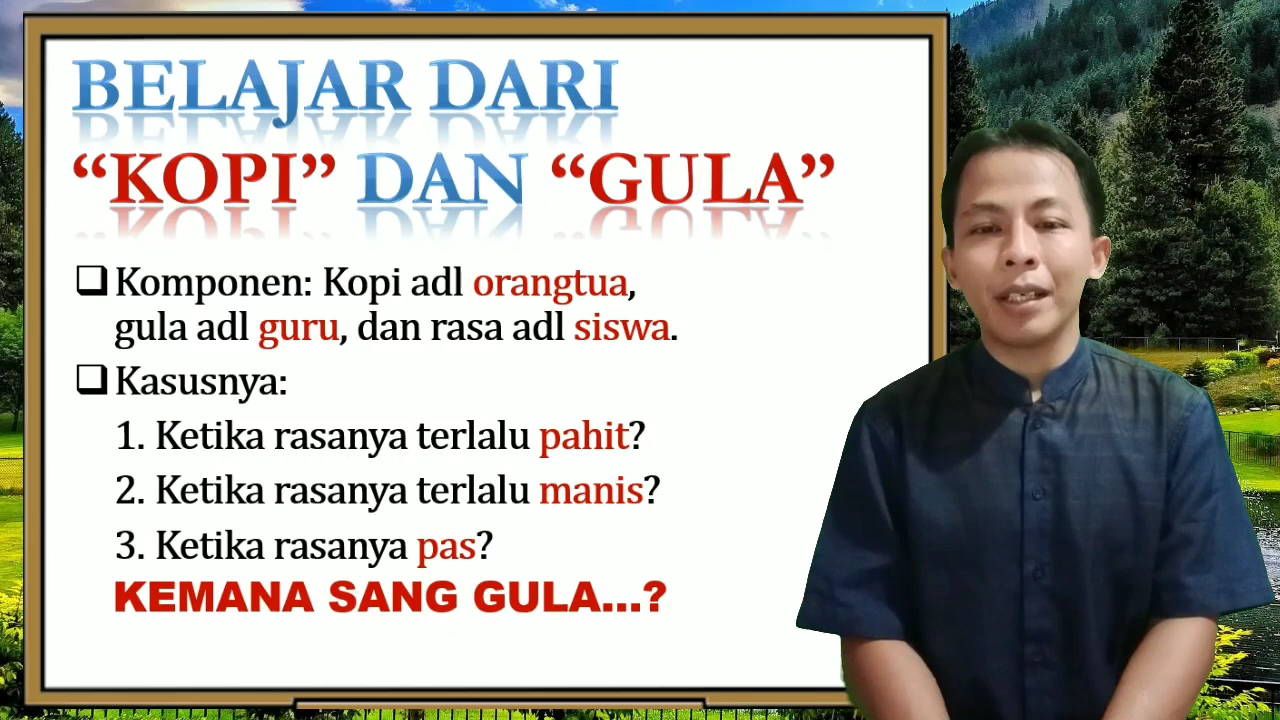 BELAJAR DARI
“KOPI” DAN “GULA”
Komponen: Kopi adl orangtua,
gula adl guru, dan rasa adl siswa.
Kasusnya:
1. Ketika rasanya terlalu pahit?
2. Ketika rasanya terlalu manis?
3. Ketika rasanya pas?
KEMANA SANG GULA...?